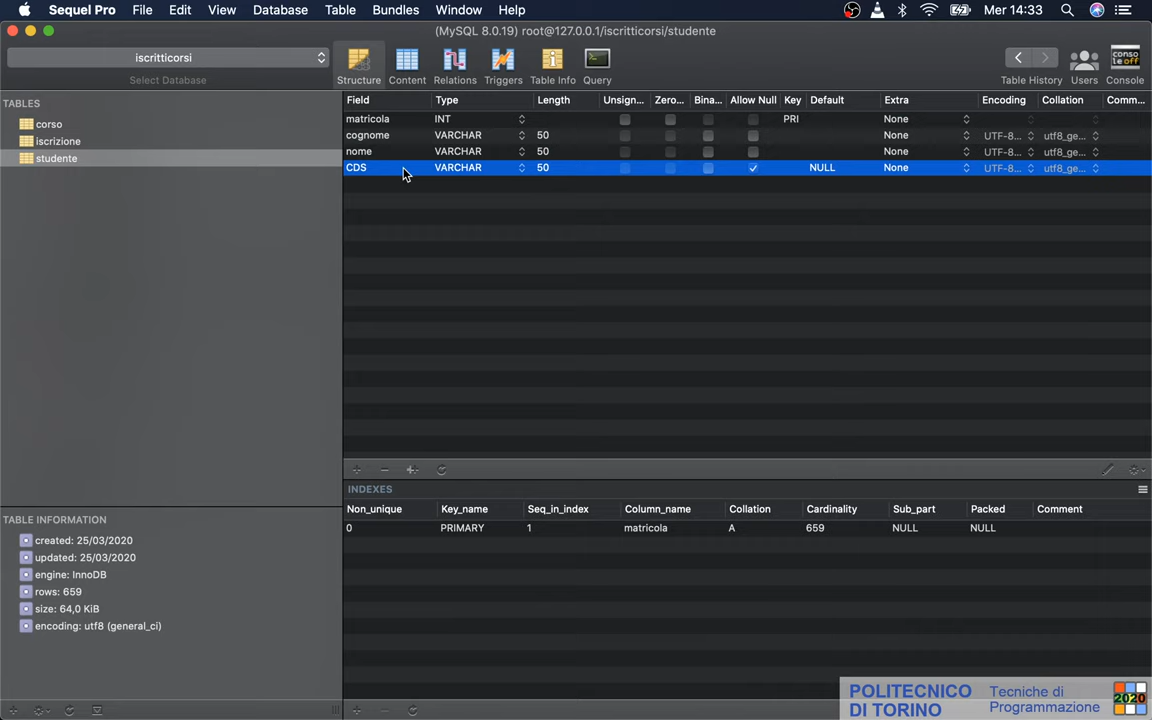 Sequel Pro File Edit View Database Table Bundles Window Help Mer 14:33
(MySQL 8.0.19) root@127.0.0.1/iscritticorsi/studente
iscritticorsi
Select Database
Structure Content Relations Triggers Table Info Query
conso
le off
Table History Users Console
TABLES
corso
iscrizione
studente
Field Type Length Unsign... Zero... Bina... Allow Null Key Default Extra Encoding Collation Comm...
matricola INT PRI None
cognome VARCHAR 50 None UTF-8... utf8_ge...
nome VARCHAR 50 None UTF-8... utf8_ge...
CDS VARCHAR 50 NULL None UTF-8... utf8_ge...
INDEXES
Non_unique Key_name Seq_in_index Column_name Collation Cardinality Sub_part Packed Comment
0 PRIMARY 1 matricola A 659 NULL NULL
TABLE INFORMATION
created: 25/03/2020
updated: 25/03/2020
engine: InnoDB
rows: 659
size: 64,0 KiB
encoding: utf8 (general_ci)
POLITECNICO
DI TORINO
Tecniche di
Programmazione
2020